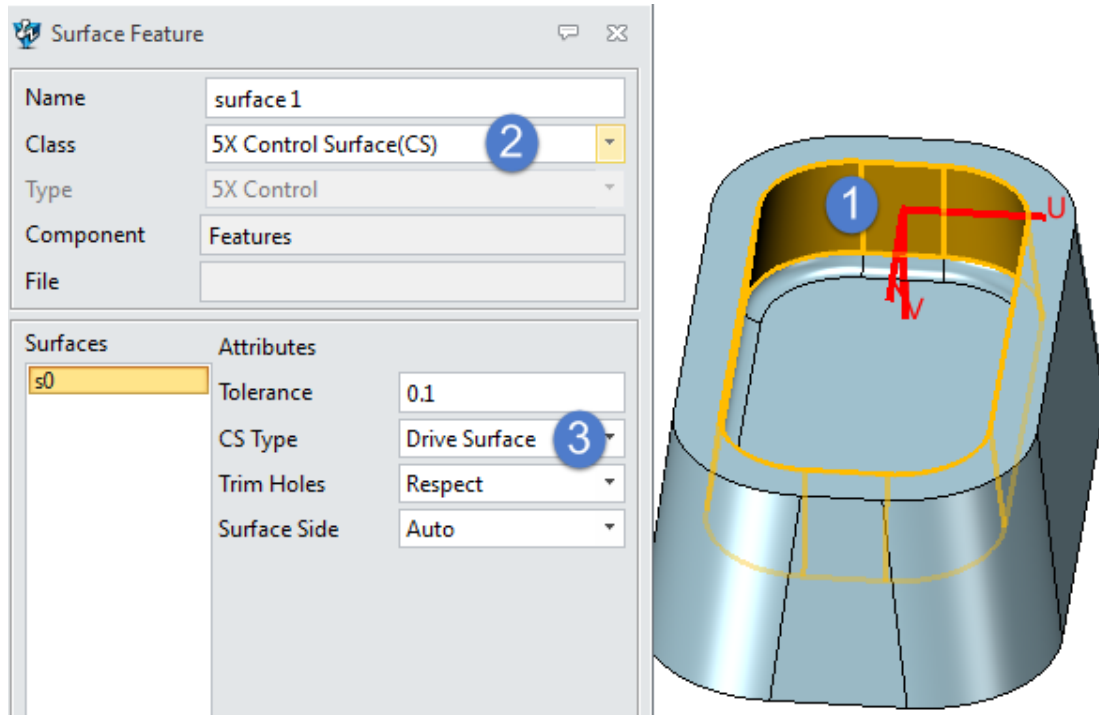 Surface Feature
Name surface 1
Class 5X Control Surface(CS) 2
Type 5X Control
Component Features
File
Surfaces Attributes
s0
Tolerance 0.1
CS Type Drive Surface 3
Trim Holes Respect
Surface Side Auto
1
U
N
V